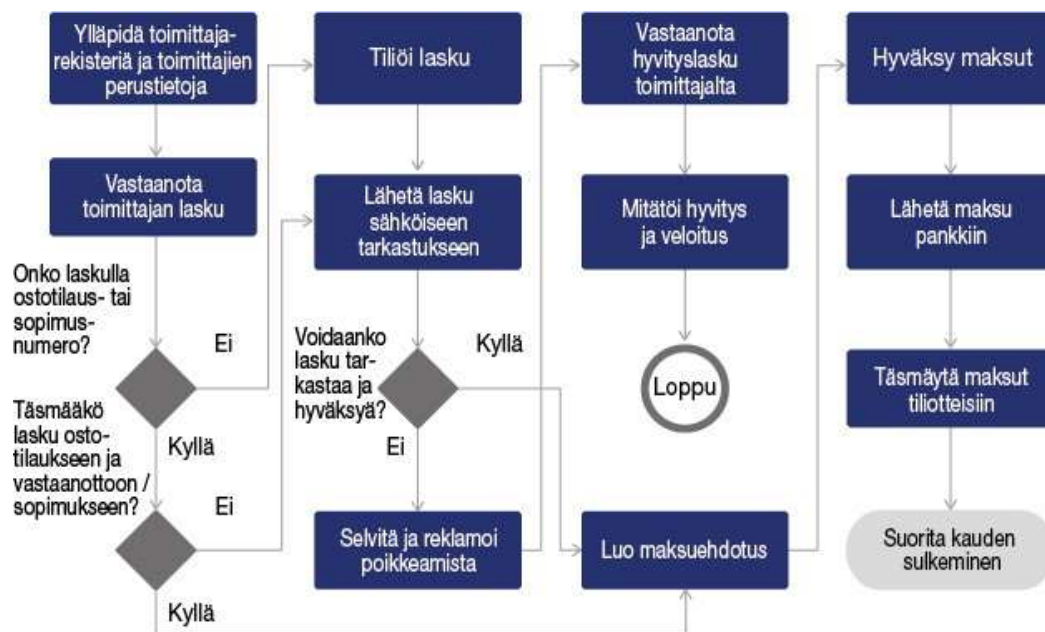 Ylläpidä toimittaja-
rekisteriä ja toimittajien
perustietoja
Vastaanota
toimittajan lasku
Onko laskulla
ostotilaus- tai
sopimus-
numero?
Ei
Täsmääkö
lasku osto-
tilaukseen ja
vastaanottoon /
sopimukseen?
Kyllä
Ei
Kyllä
Tiliöi lasku
Lähetä lasku
sähköiseen
tarkastukseen
Voidaanko
lasku tar-
kastaa ja
hyväksyä?
Kyllä
Ei
Selvitä ja reklamoi
poikkeamista
Vastaanota
hyvityslasku
toimittajalta
Mitätöi hyvitys
ja veloitus
Loppu
Luo maksuehdotus
Hyväksy maksut
Lähetä maksu
pankkiin
Täsmäytä maksut
tiliotteisiin
Suorita kauden
sulkeminen